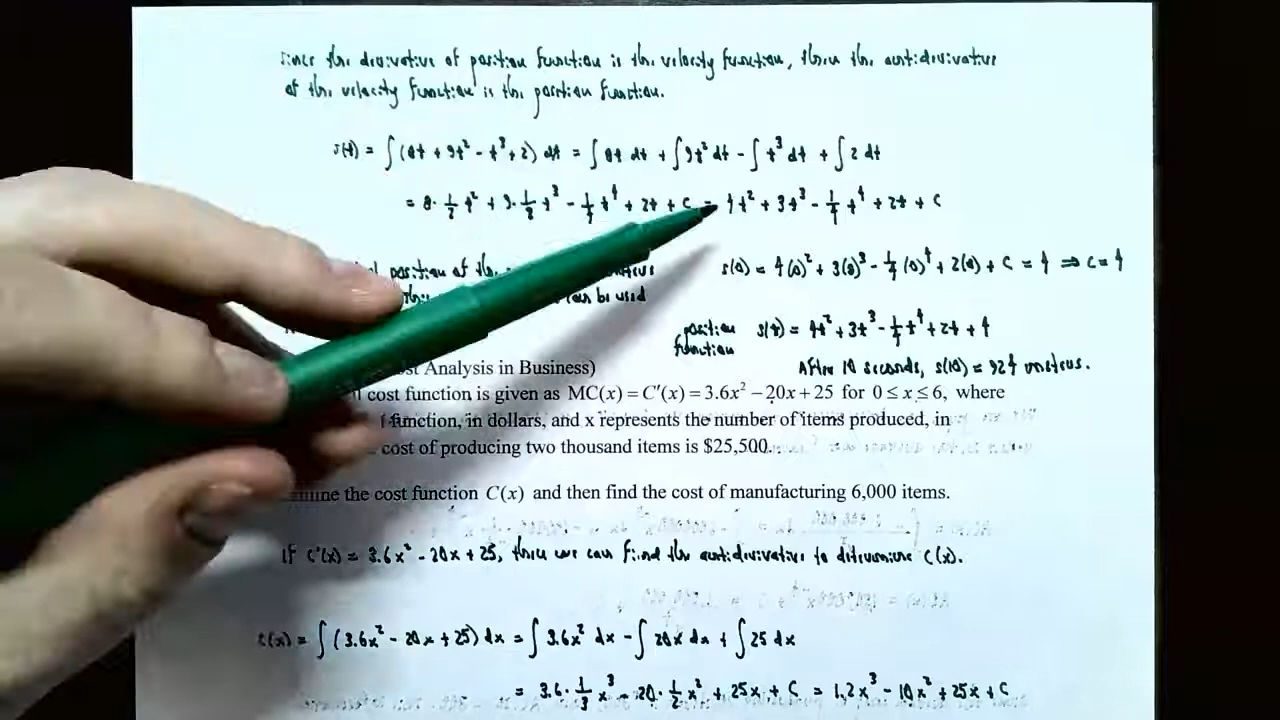 since the derivative of position function is the velocity function, then the antiderivative
of the velocity function is the position function.
s(t) = ∫(8t + 9t² - t³ + 2) dt = ∫8t dt + ∫9t² dt - ∫t³ dt + ∫2 dt
= 8·1/2 t² + 9·1/3 t³ - 1/4 t⁴ + 2t + C = 4t² + 3t³ - 1/4 t⁴ + 2t + C
position of the
s(0) = 4(0)² + 3(0)³ - 1/4(0)⁴ + 2(0) + C = 4 ⇒ C = 4
can be used
position function s(t) = 4t² + 3t³ - 1/4 t⁴ + 2t + 4
After 10 seconds, s(10) = 924 meters.
Analysis in Business)
cost function is given as MC(x) = C′(x) = 3.6x² − 20x + 25 for 0 ≤ x ≤ 6, where
function, in dollars, and x represents the number of items produced, in
cost of producing two thousand items is $25,500.
the cost function C(x) and then find the cost of manufacturing 6,000 items.
If C'(x) = 3.6x² - 20x + 25, then we can find the antiderivative to determine C(x).
C(x) = ∫(3.6x² - 20x + 25) dx = ∫3.6x² dx - ∫20x dx + ∫25 dx
= 3.6·1/3 x³ - 20·1/2 x² + 25x + C = 1.2x³ - 10x² + 25x + C